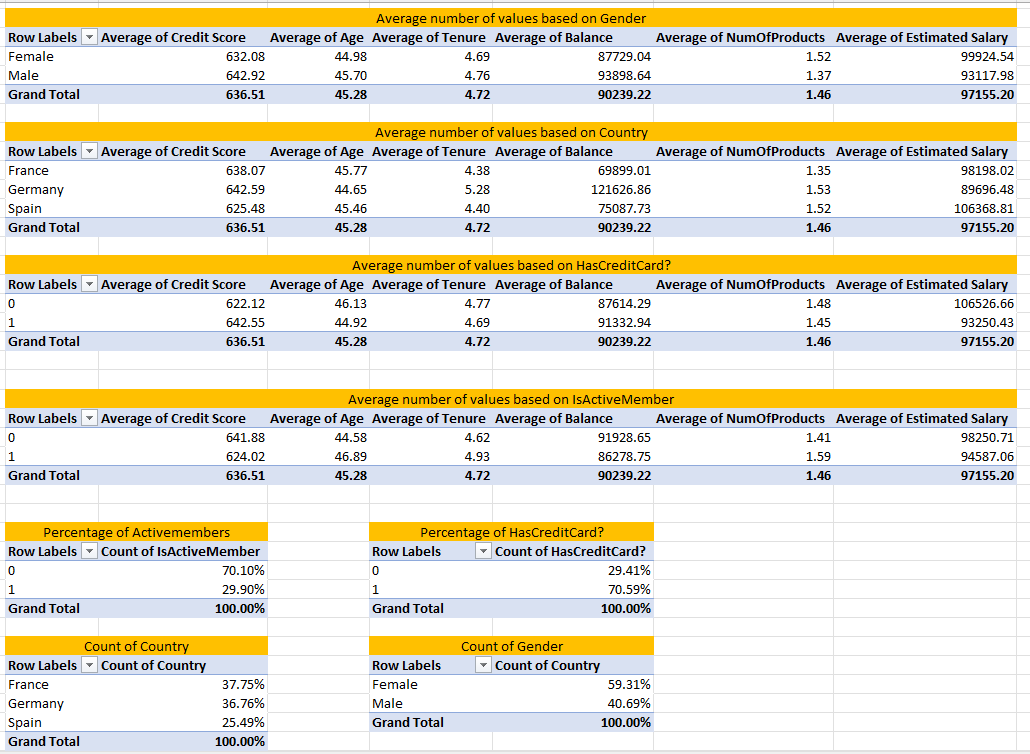 Average number of values based on Gender
Row Labels Average of Credit Score Average of Age Average of Tenure Average of Balance Average of NumOfProducts Average of Estimated Salary
Female 632.08 44.98 4.69 87729.04 1.52 99924.54
Male 642.92 45.70 4.76 93898.64 1.37 93117.98
Grand Total 636.51 45.28 4.72 90239.22 1.46 97155.20
Average number of values based on Country
Row Labels Average of Credit Score Average of Age Average of Tenure Average of Balance Average of NumOfProducts Average of Estimated Salary
France 638.07 45.77 4.38 69899.01 1.35 98198.02
Germany 642.59 44.65 5.28 121626.86 1.53 89696.48
Spain 625.48 45.46 4.40 75087.73 1.52 106368.81
Grand Total 636.51 45.28 4.72 90239.22 1.46 97155.20
Average number of values based on HasCreditCard?
Row Labels Average of Credit Score Average of Age Average of Tenure Average of Balance Average of NumOfProducts Average of Estimated Salary
0 622.12 46.13 4.77 87614.29 1.48 106526.66
1 642.55 44.92 4.69 91332.94 1.45 93250.43
Grand Total 636.51 45.28 4.72 90239.22 1.46 97155.20
Average number of values based on IsActiveMember
Row Labels Average of Credit Score Average of Age Average of Tenure Average of Balance Average of NumOfProducts Average of Estimated Salary
0 641.88 44.58 4.62 91928.65 1.41 98250.71
1 624.02 46.89 4.93 86278.75 1.59 94587.06
Grand Total 636.51 45.28 4.72 90239.22 1.46 97155.20
Percentage of Activemembers
Row Labels Count of IsActiveMember
0 70.10%
1 29.90%
Grand Total 100.00%
Percentage of HasCreditCard?
Row Labels Count of HasCreditCard?
0 29.41%
1 70.59%
Grand Total 100.00%
Count of Country
Row Labels Count of Country
France 37.75%
Germany 36.76%
Spain 25.49%
Grand Total 100.00%
Count of Gender
Row Labels Count of Country
Female 59.31%
Male 40.69%
Grand Total 100.00%